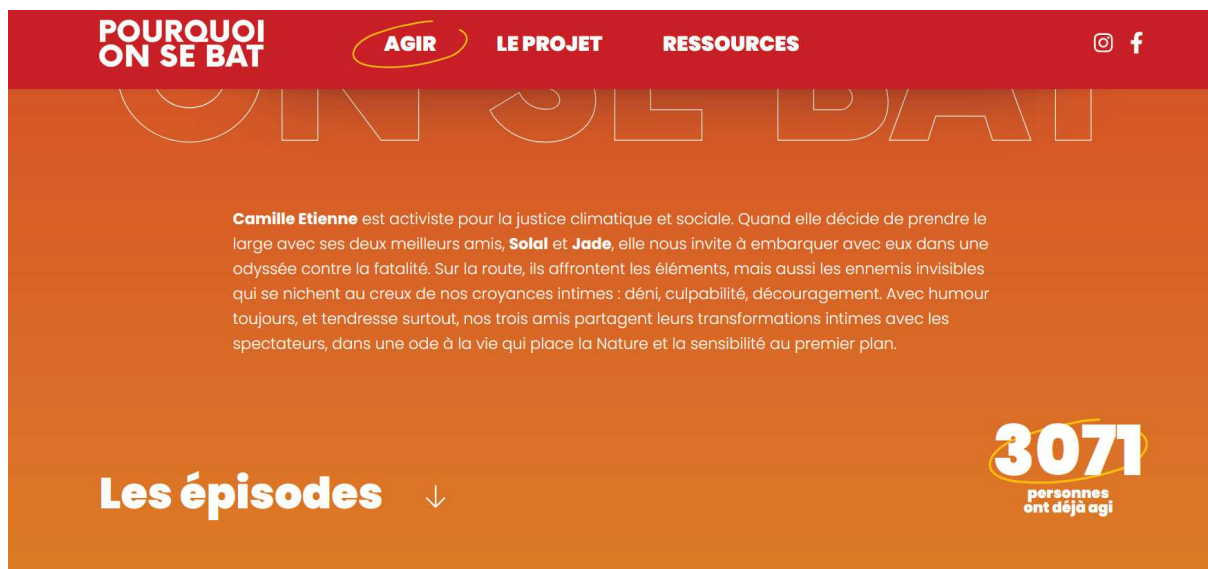 POURQUOI
ON SE BAT
AGIR
LE PROJET
RESSOURCES
ON SE BAT
Camille Etienne est activiste pour la justice climatique et sociale. Quand elle décide de prendre le
large avec ses deux meilleurs amis, Solal et Jade, elle nous invite à embarquer avec eux dans une
odyssée contre la fatalité. Sur la route, ils affrontent les éléments, mais aussi les ennemis invisibles
qui se nichent au creux de nos croyances intimes : déni, culpabilité, découragement. Avec humour
toujours, et tendresse surtout, nos trois amis partagent leurs transformations intimes avec les
spectateurs, dans une ode à la vie qui place la Nature et la sensibilité au premier plan.
Les épisodes
3071
personnes
ont déjà agi